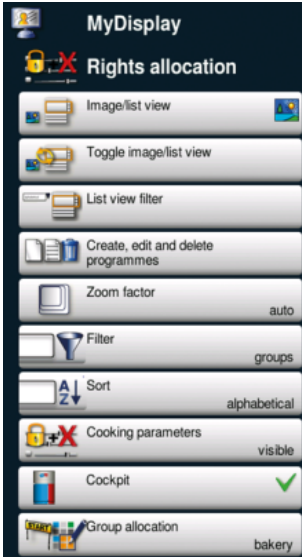 MyDisplay
Rights allocation
Image/list view
Toggle image/list view
List view filter
Create, edit and delete
programmes
Zoom factor
auto
Filter
groups
A
Z
Sort
alphabetical
Cooking parameters
visible
Cockpit
START
Group allocation
bakery